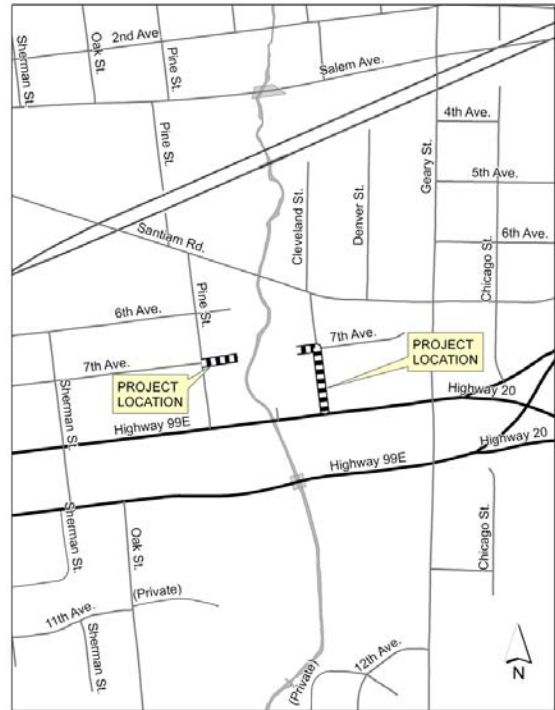 2nd Ave
Sherman St.
Oak St.
Pine St.
Salem Ave.
4th Ave.
Pine St.
Geary St.
5th Ave.
Cleveland St.
Denver St.
6th Ave.
Santiam Rd.
Chicago St.
6th Ave.
Pine St.
7th Ave.
7th Ave.
PROJECT
LOCATION
PROJECT
LOCATION
Sherman St.
Highway 99E
Highway 20
Highway 20
Highway 99E
Sherman St.
Oak St.
Chicago St.
(Private)
11th Ave.
Sherman St.
12th Ave.
(Private)
N